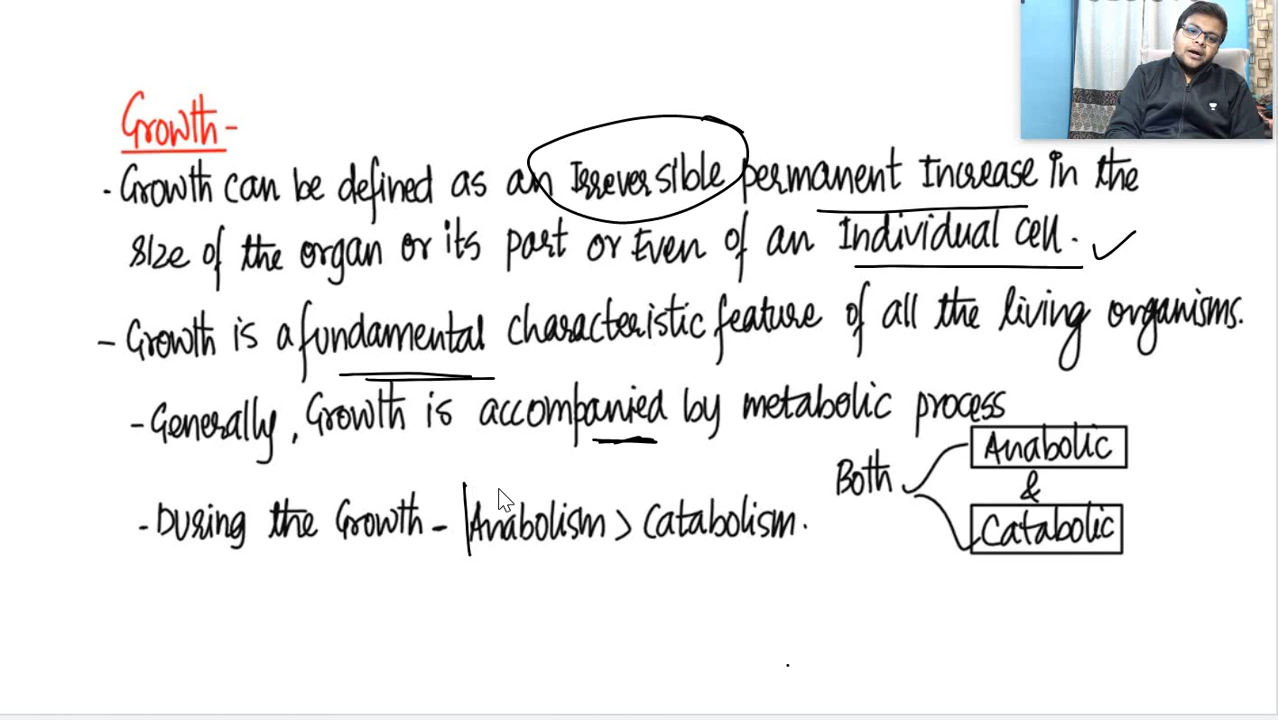 Growth-
· Growth can be defined as an Irreversible permanent Increase in the
size of the organ or its part or Even of an Individual cell.
- Growth is a fundamental characteristic feature of all the living organisms.
- Generally, Growth is accompanied by metabolic process
Both
Anabolic
&
Catabolic
- During the Growth - Anabolism > Catabolism.